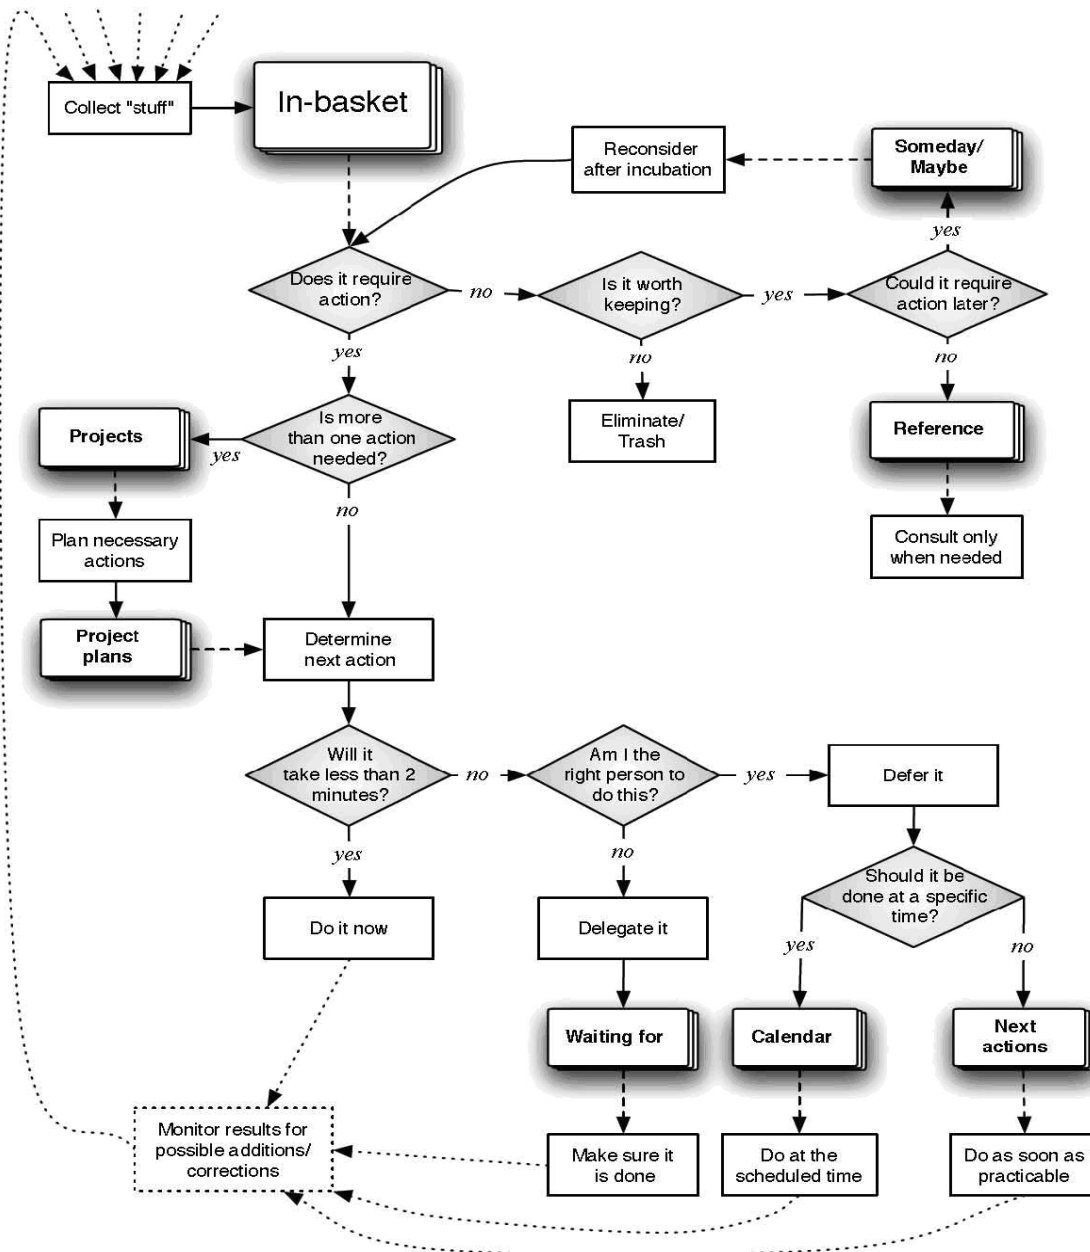 Collect "stuff"
In-basket
Reconsider
after incubation
Someday/
Maybe
yes
Does it require
action?
no
Is it worth
keeping?
yes
Could it require
action later?
yes
no
no
Is more
than one action
needed?
yes
Projects
Eliminate/
Trash
Reference
no
Plan necessary
actions
Consult only
when needed
Project
plans
Determine
next action
Will it
take less than 2
minutes?
no
Am I the
right person to
do this?
yes
Defer it
yes
no
Should it be
done at a specific
time?
Do it now
Delegate it
yes
no
Waiting for
Calendar
Next
actions
Monitor results for
possible additions/
corrections
Make sure it
is done
Do at the
scheduled time
Do as soon as
practicable